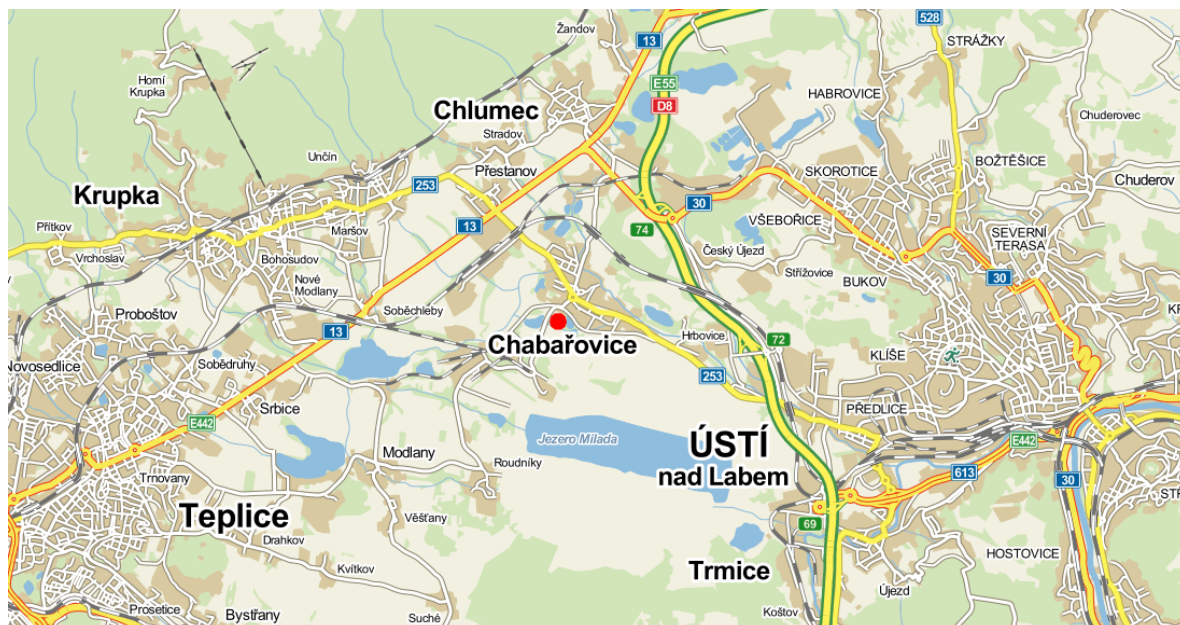 528
Žandov
13
STRÁŽKY
Horní
Krupka
E55
D8
HABROVICE
Chlumec
Chuderovec
Stradov
Unčín
Přestanov
SKOROTICE
BOŽTĚŠICE
Chuderov
Krupka
253
30
VŠEBOŘICE
Přítkov
13
Maršov
74
SEVERNÍ
TERASA
Vrchoslav
Bohosudov
Český Újezd
Střížovice
BUKOV
30
Nové
Modlany
Soběchleby
Proboštov
13
Chabařovice
Hrbovice
72
KLÍŠE
Novosedlice
Soběd­ruhy
253
Srbice
E442
PŘEDLICE
Jezero Milada
ÚSTÍ
nad Labem
E442
Modlany
Roudníky
613
30
Trnovany
Teplice
Věšťany
69
Drahkov
HOSTOVICE
Kvítkov
Trmice
Újezd
Prosetice
Bystřany
Suché
Koštov